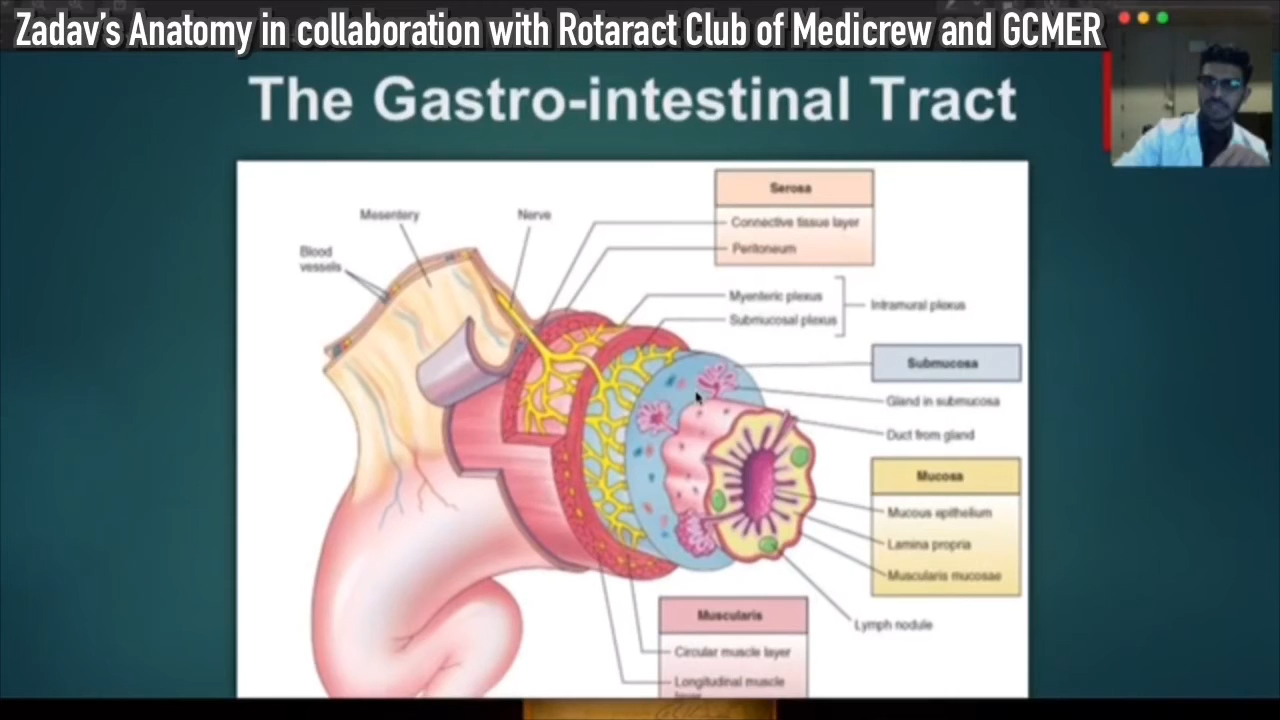 Zadav's Anatomy in collaboration with Rotaract Club of Medicrew and GCMER
The Gastro-intestinal Tract
Serosa
Connective tissue layer
Peritoneum
Mesentery
Nerve
Blood
vessels
Myenteric plexus
Submucosal plexus
Intramural plexus
Submucosa
Gland in submucosa
Duct from gland
Mucosa
Mucous epithelium
Lamina propria
Muscularis mucosae
Lymph nodule
Muscularis
Circular muscle layer
Longitudinal muscle
layer